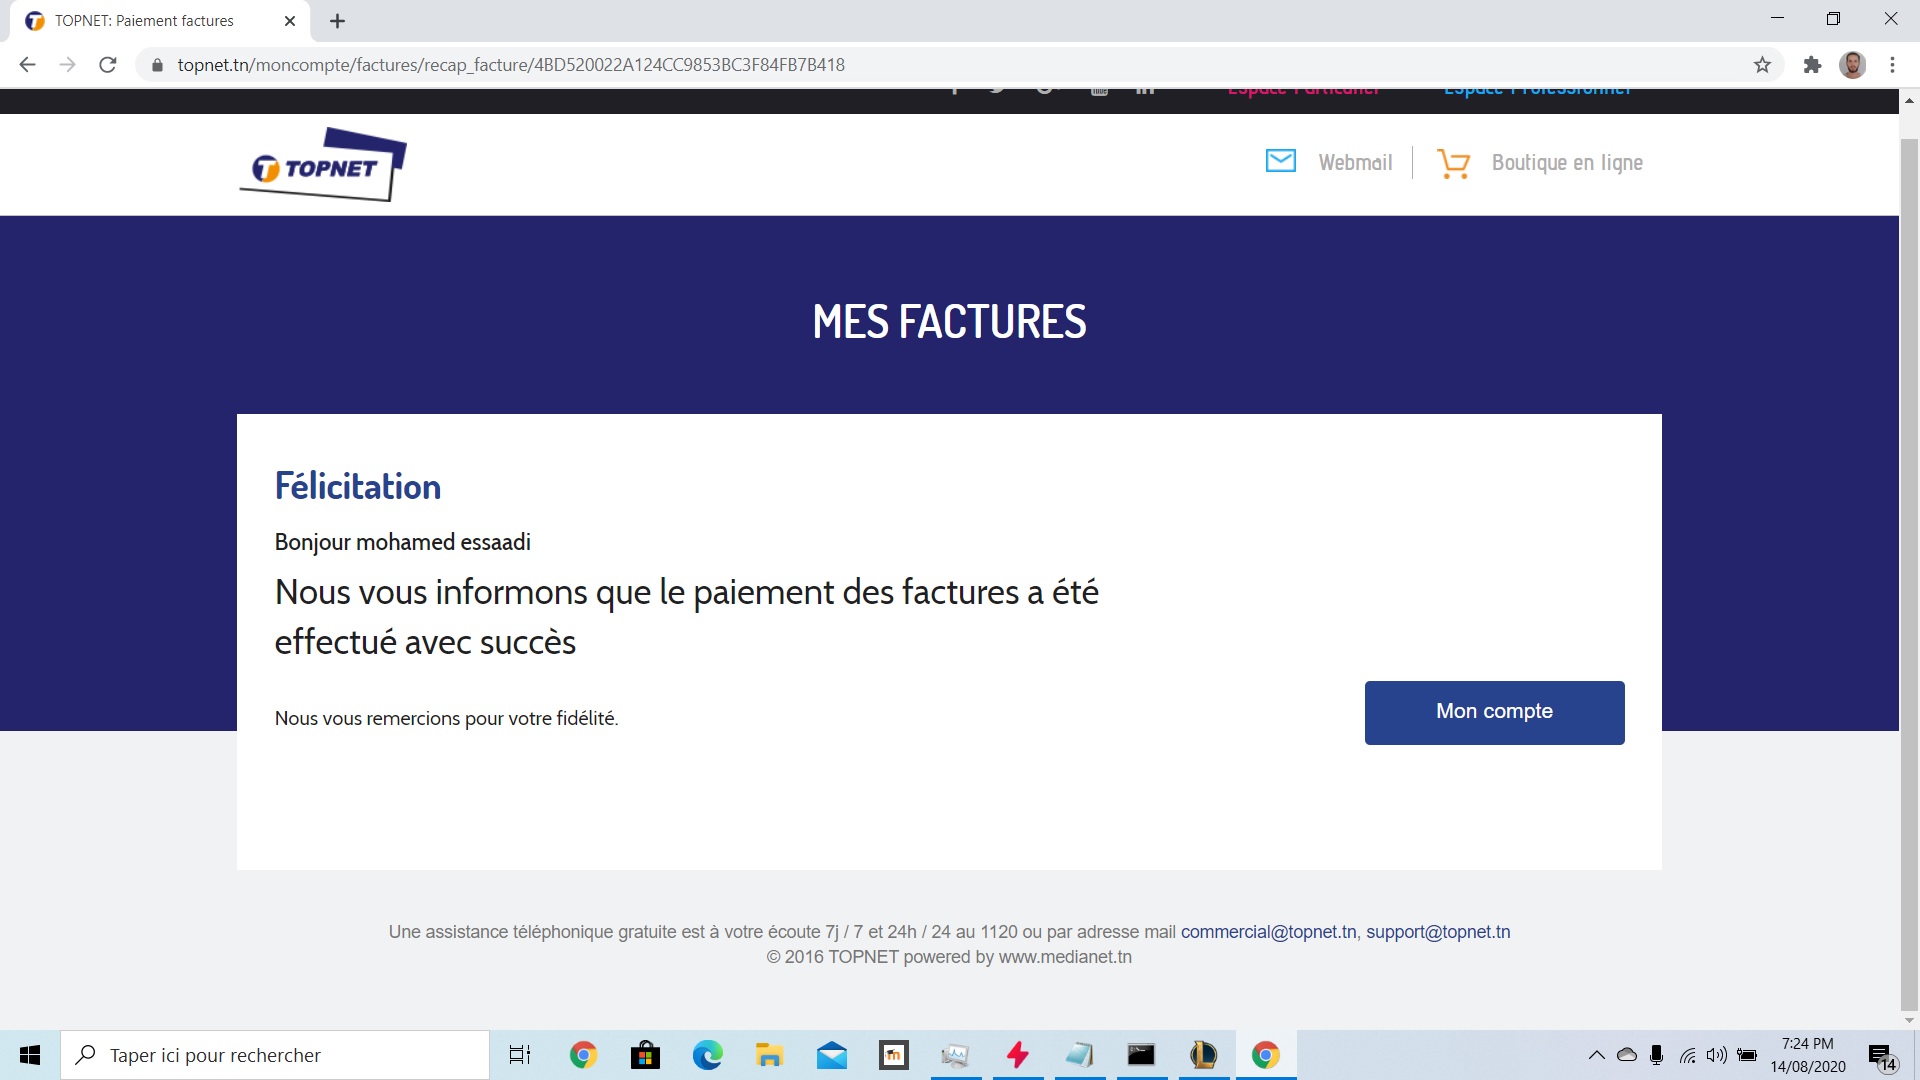 TOPNET: Paiement factures
topnet.tn/moncompte/factures/recap_facture/4BD520022A124CC9853BC3F84FB7B418
Espace Particulier Espace Professionnel
TOPNET
Webmail
Boutique en ligne
MES FACTURES
Félicitation
Bonjour mohamed essaadi
Nous vous informons que le paiement des factures a été
effectué avec succès
Nous vous remercions pour votre fidélité.
Mon compte
Une assistance téléphonique gratuite est à votre écoute 7j / 7 et 24h / 24 au 1120 ou par adresse mail commercial@topnet.tn, support@topnet.tn
© 2016 TOPNET powered by www.medianet.tn
Taper ici pour rechercher
7:24 PM
14/08/2020
14